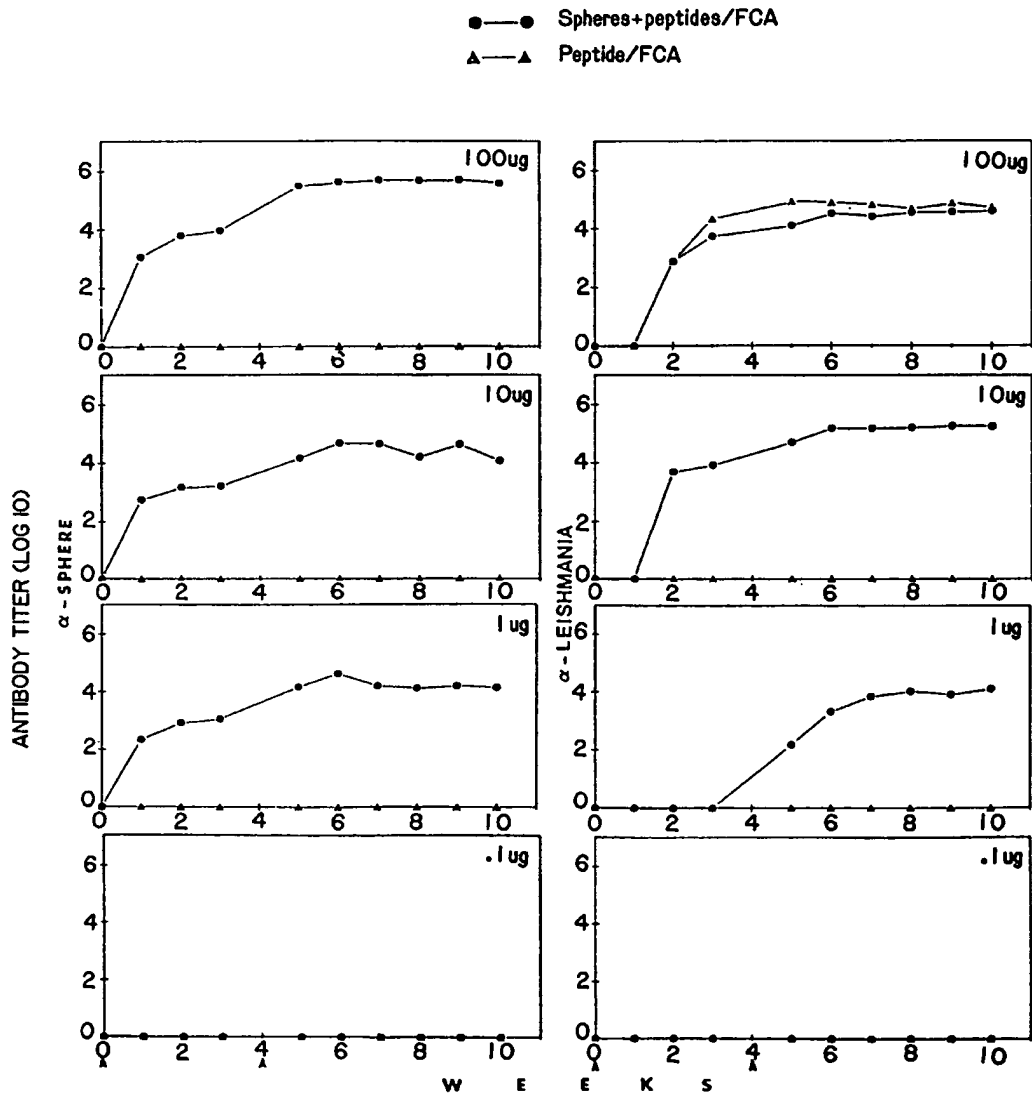 Spheres+peptides/FCA
Peptide/FCA
ANTIBODY TITER (LOG 10)
α-SPHERE
100ug
6
4
2
0
0 2 4 6 8 10
10ug
6
4
2
0
0 2 4 6 8 10
1ug
6
4
2
0
0 2 4 6 8 10
.1ug
6
4
2
0
0 2 4 6 8 10
α-LEISHMANIA
100ug
6
4
2
0
0 2 4 6 8 10
10ug
6
4
2
0
0 2 4 6 8 10
1ug
6
4
2
0
0 2 4 6 8 10
.1ug
6
4
2
0
0 2 4 6 8 10
W E E K S